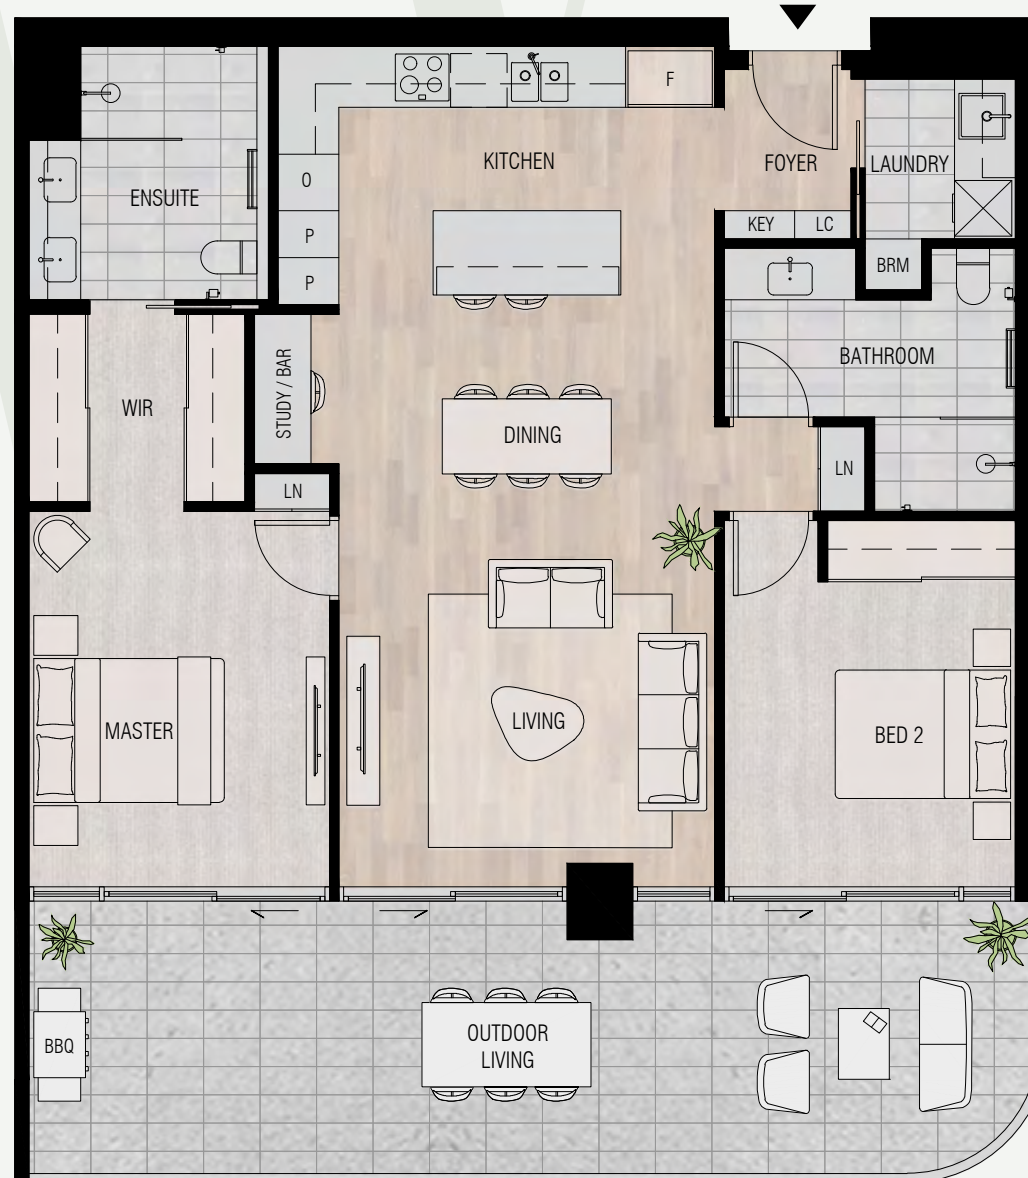 F
KITCHEN
FOYER
LAUNDRY
O
ENSUITE
P
KEY
LC
P
BRM
STUDY / BAR
BATHROOM
WIR
DINING
LN
LN
LIVING
MASTER
BED 2
OUTDOOR
LIVING
BBQ